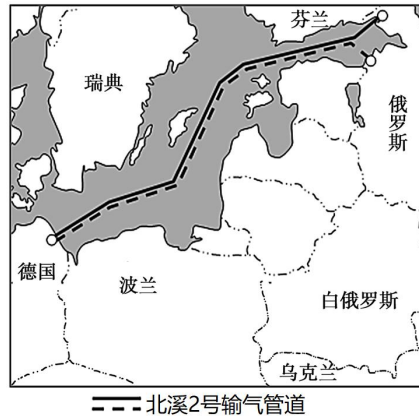 芬兰
瑞典
俄罗斯
德国
波兰
白俄罗斯
乌克兰
北溪2号输气管道